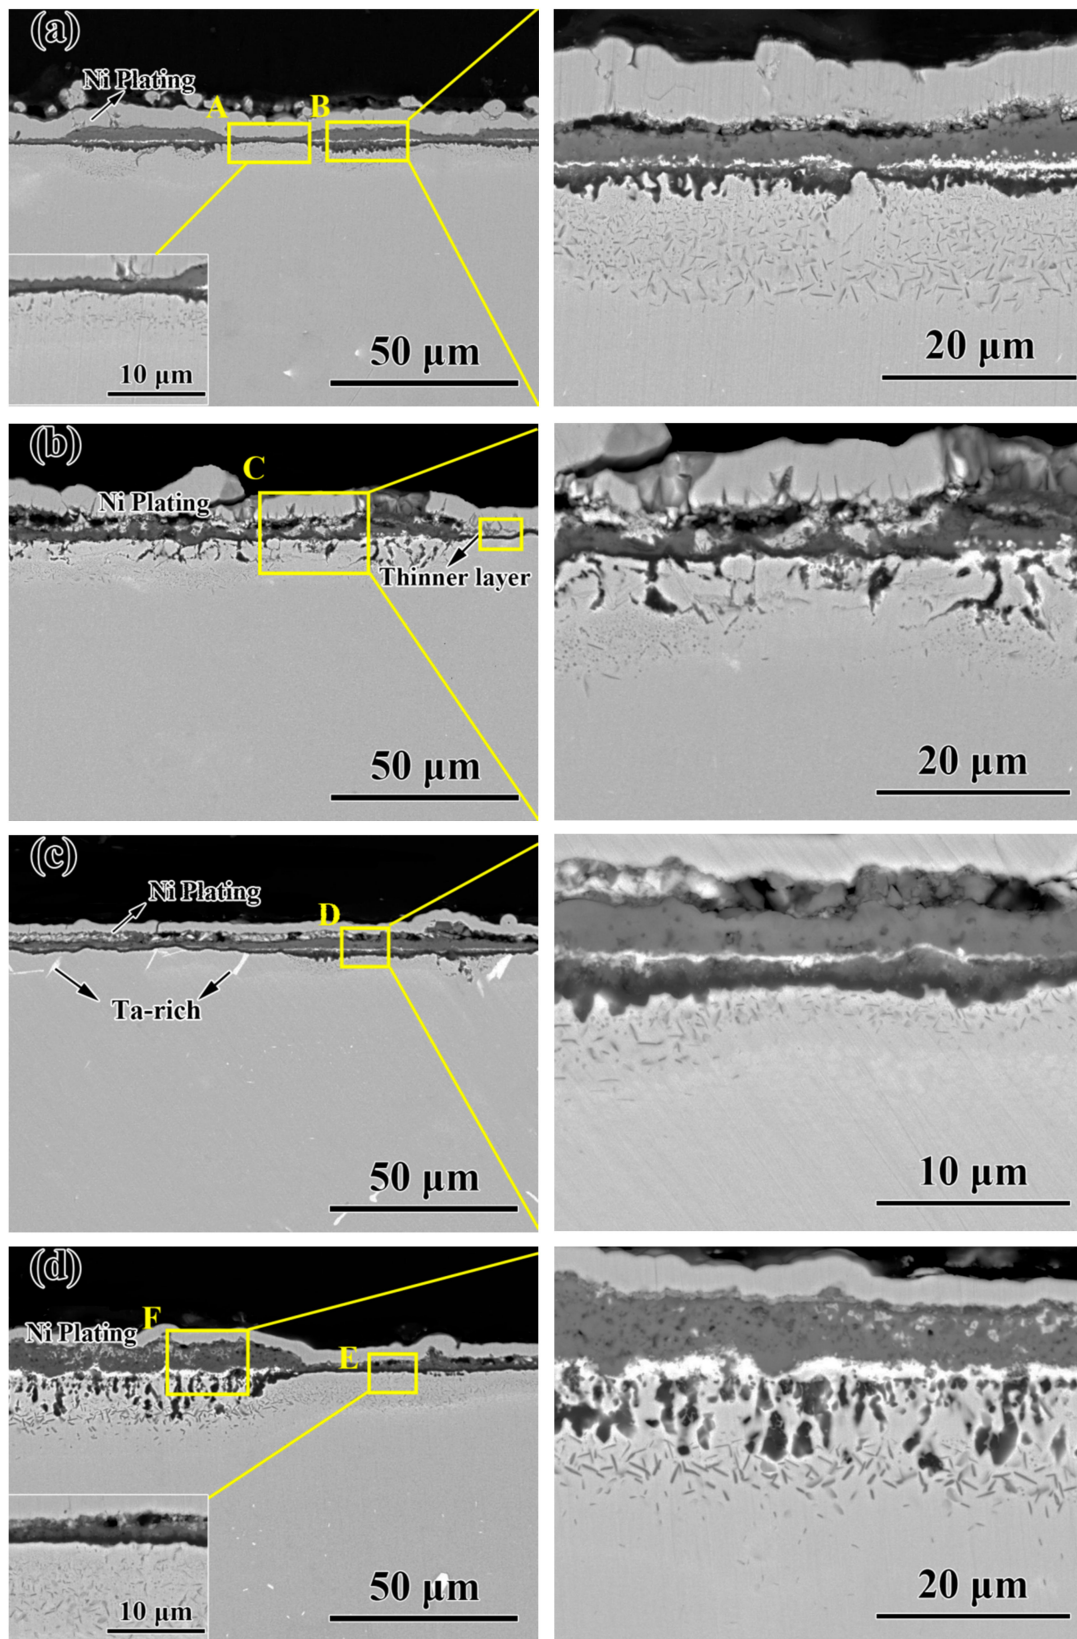 (a)
Ni Plating
A
B
50 μm
10 μm
20 μm
(b)
C
Ni Plating
Thinner layer
50 μm
20 μm
(c)
Ni Plating
D
Ta-rich
50 μm
10 μm
(d)
F
Ni Plating
E
50 μm
10 μm
20 μm